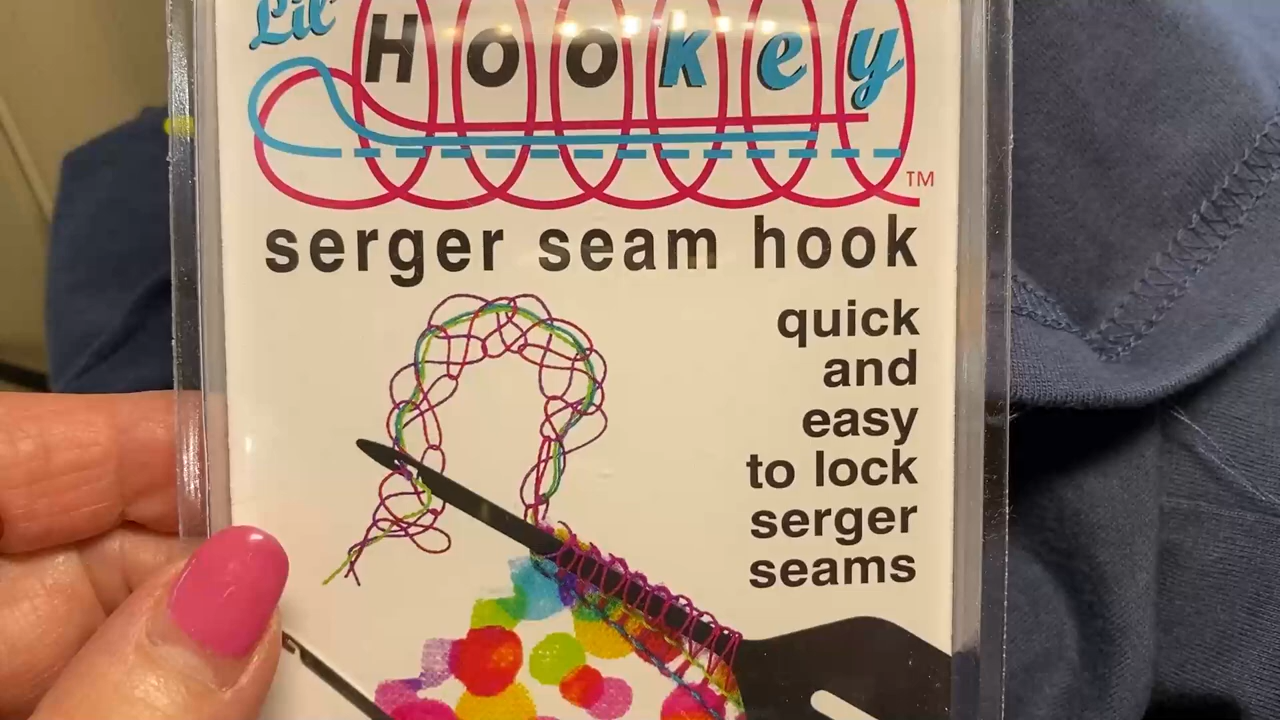 Lil'
Hookey
TM
serger seam hook
quick
and
easy
to lock
serger
seams